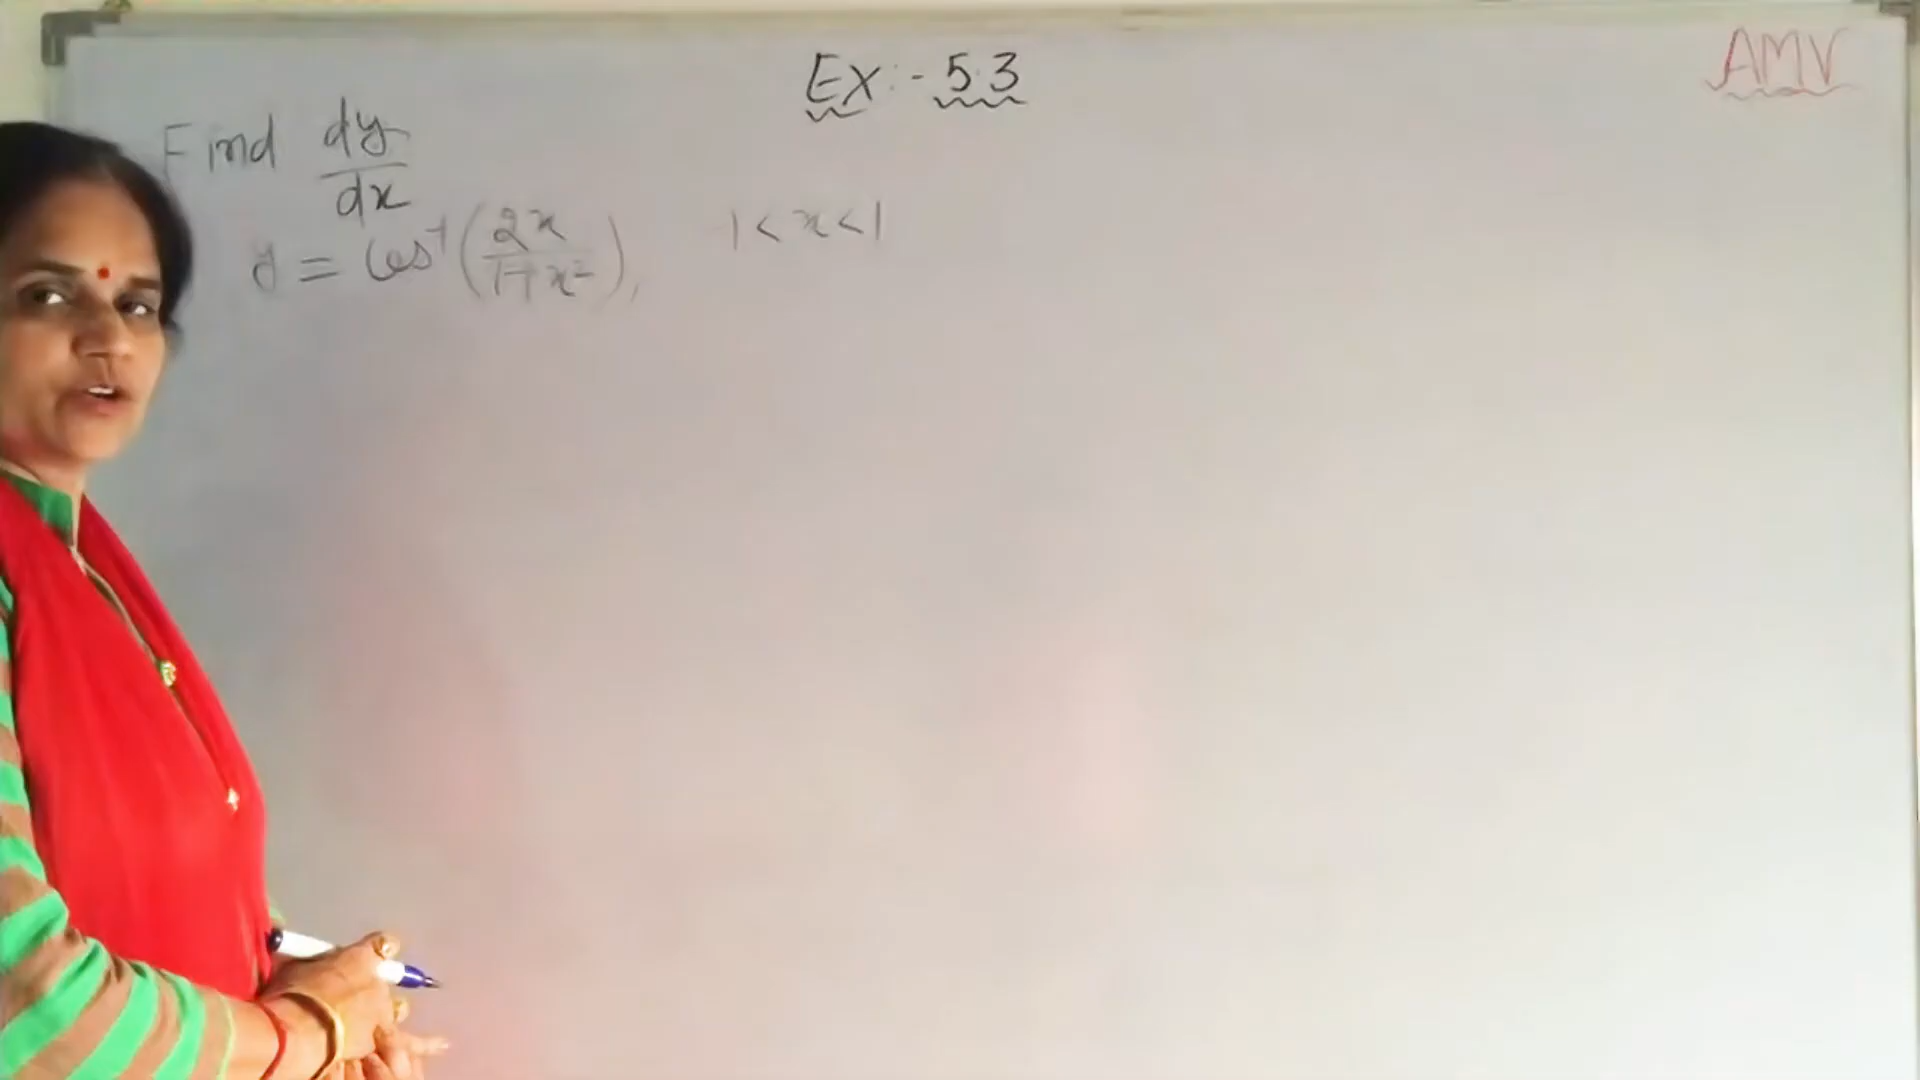 EX:- 5.3
AMV
Find dy/dx
y = Cos⁻¹(2x/1+x²), 1 < x < 1